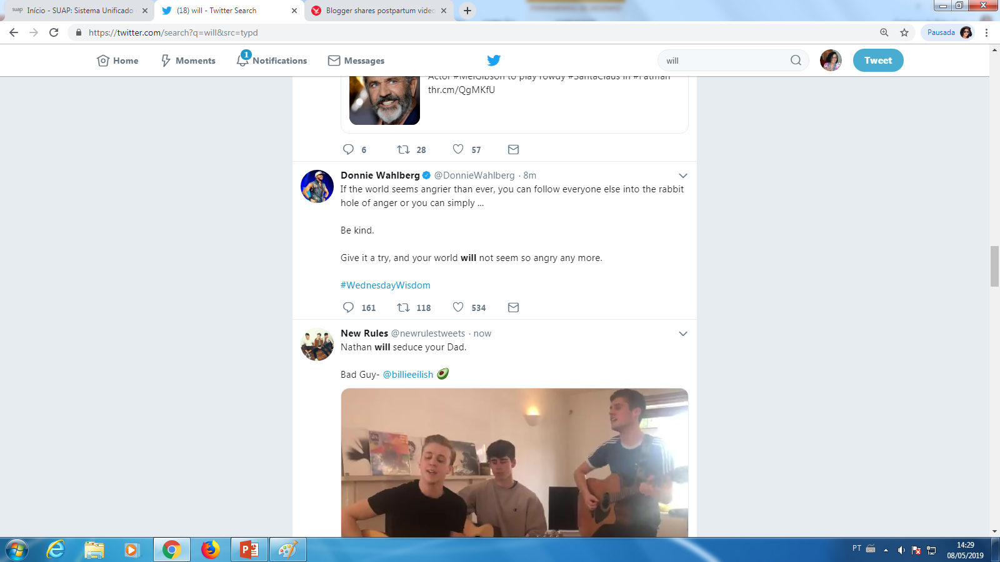 suap Início - SUAP: Sistema Unificado
(18) will - Twitter Search
Blogger shares postpartum video
https://twitter.com/search?q=will&src=typd
Pausada
Home
Moments
1
Notifications
Messages
will
Tweet
Actor #MelGibson to play rowdy #SantaClaus in #Fatman
thr.cm/QgMKfU
6 28 57
Donnie Wahlberg @DonnieWahlberg · 8m
If the world seems angrier than ever, you can follow everyone else into the rabbit
hole of anger or you can simply ...
Be kind.
Give it a try, and your world will not seem so angry any more.
#WednesdayWisdom
161 118 534
New Rules @newrulestweets · now
Nathan will seduce your Dad.
Bad Guy- @billieeilish 🥑
PT
14:29
08/05/2019